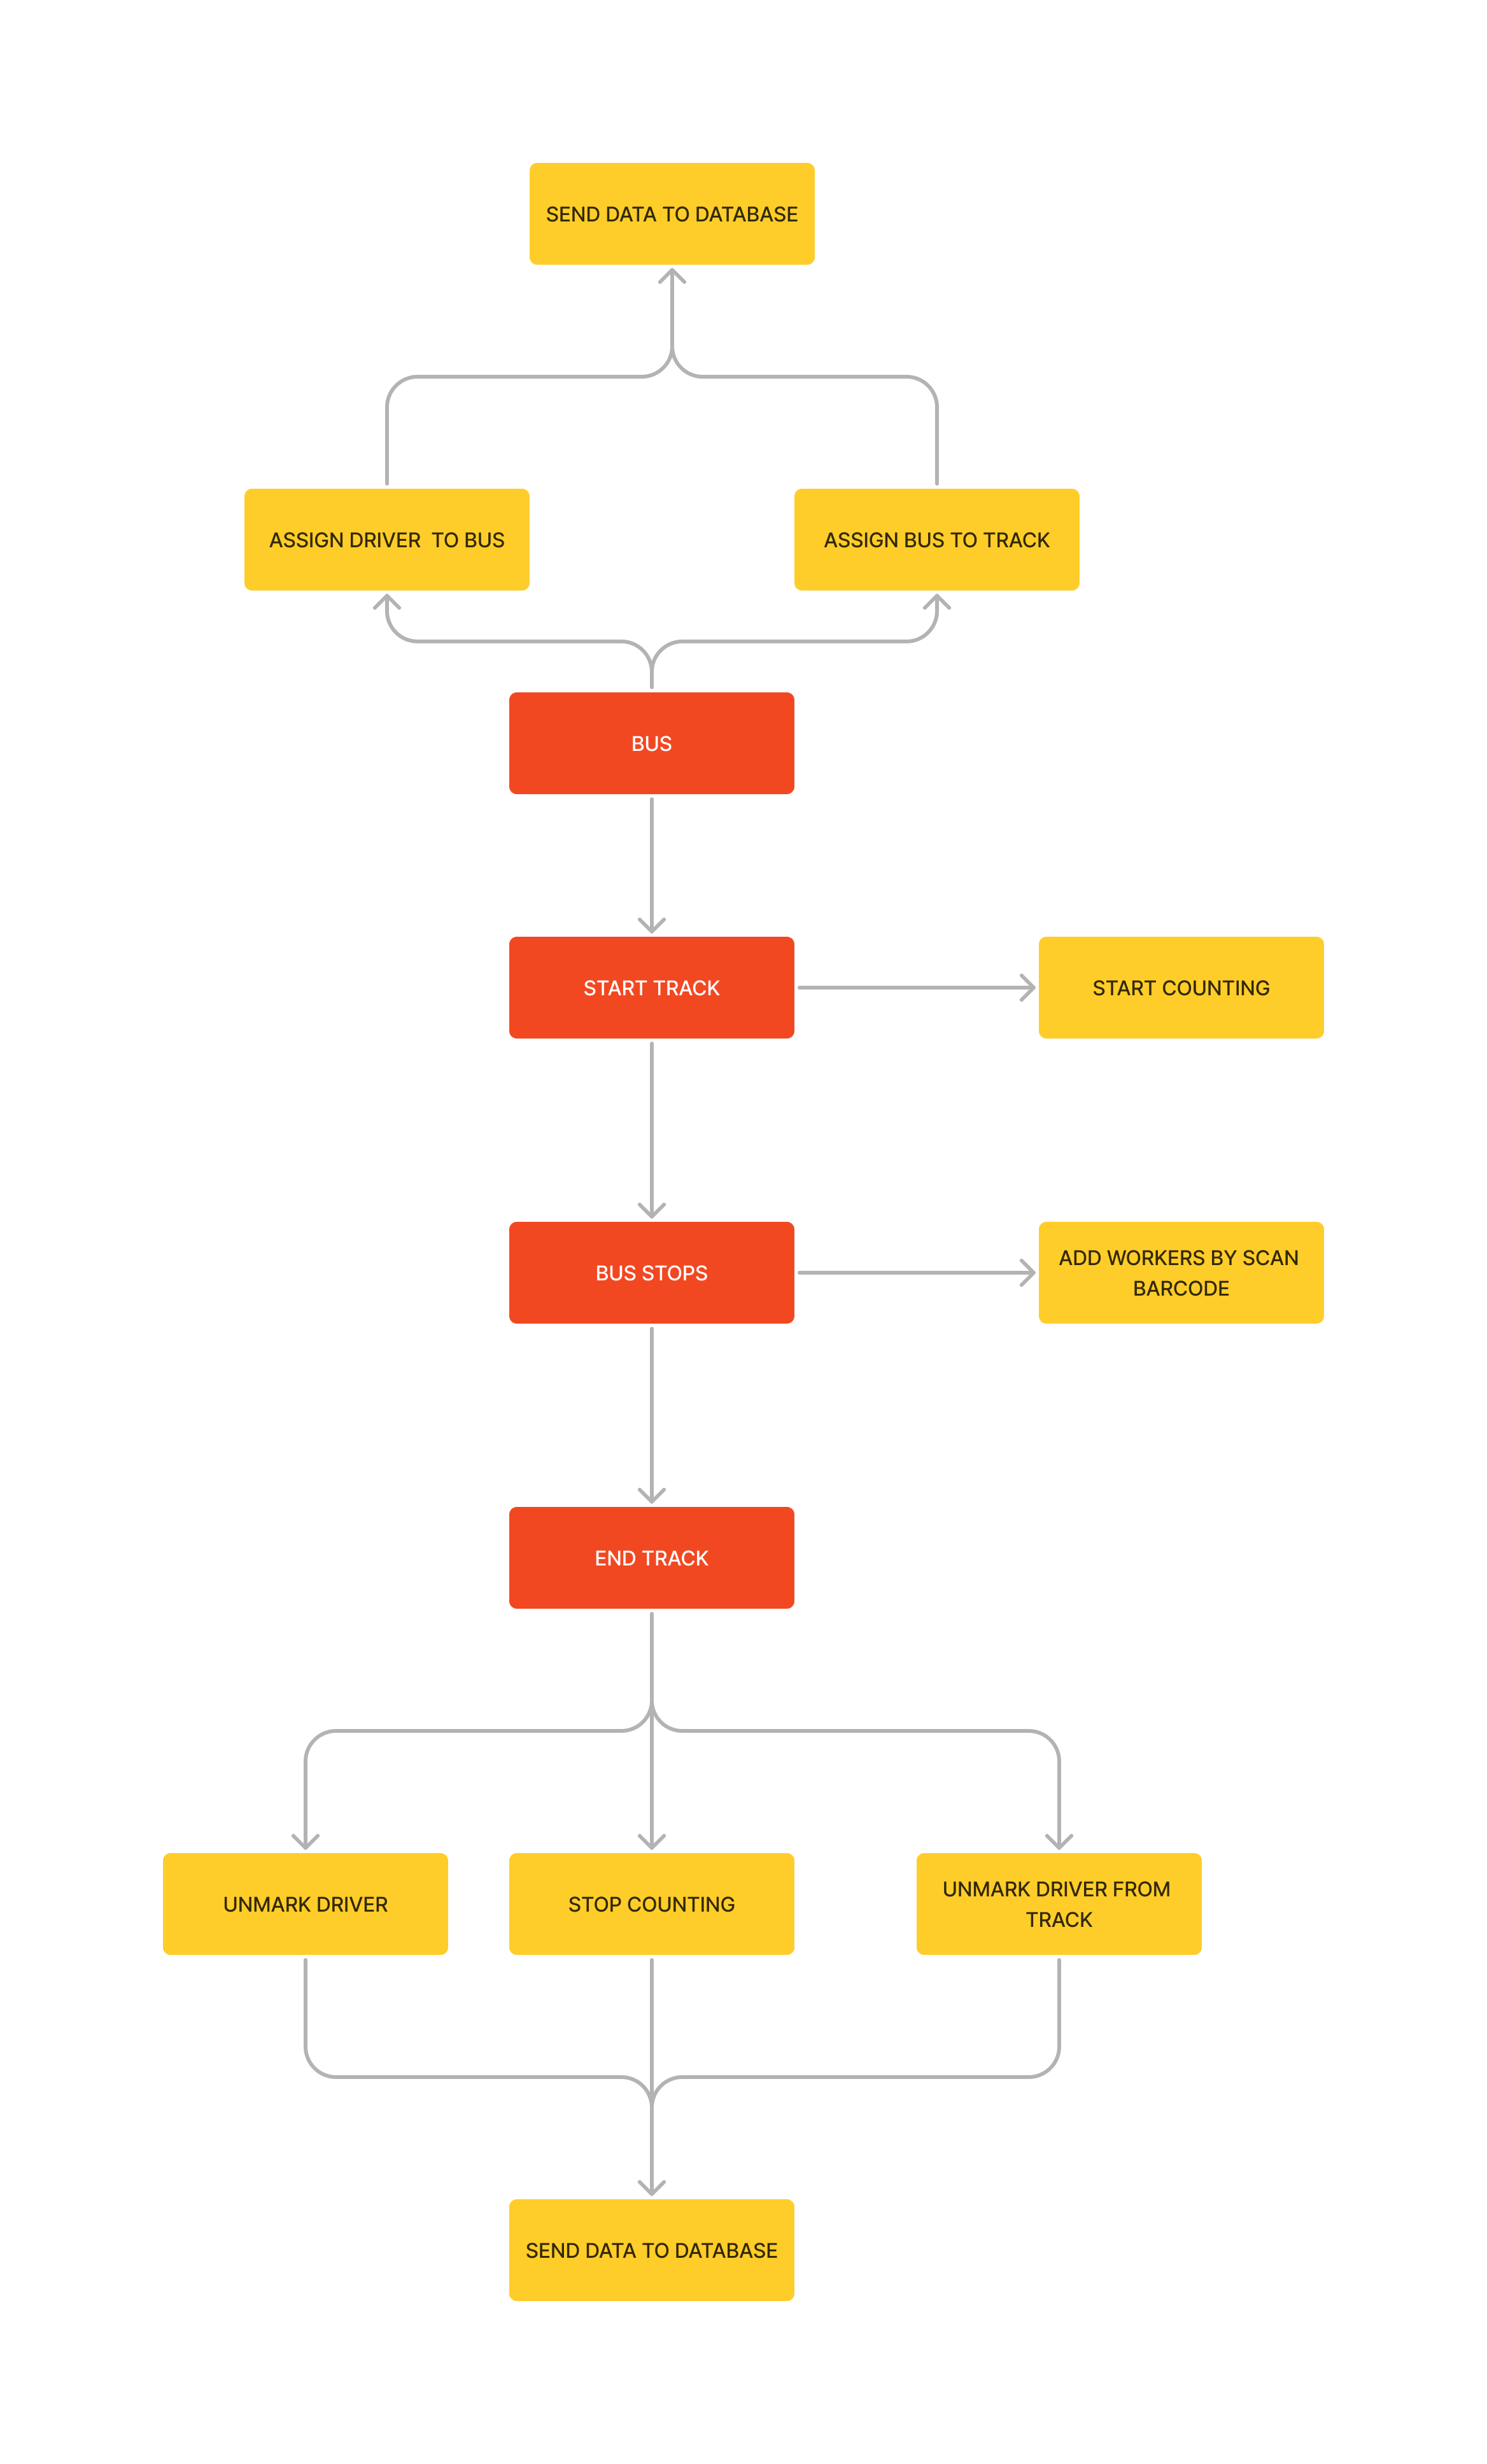 SEND DATA TO DATABASE
ASSIGN DRIVER  TO BUS
ASSIGN BUS TO TRACK
BUS
START TRACK
START COUNTING
BUS STOPS
ADD WORKERS BY SCAN
BARCODE
END TRACK
UNMARK DRIVER
STOP COUNTING
UNMARK DRIVER FROM
TRACK
SEND DATA TO DATABASE